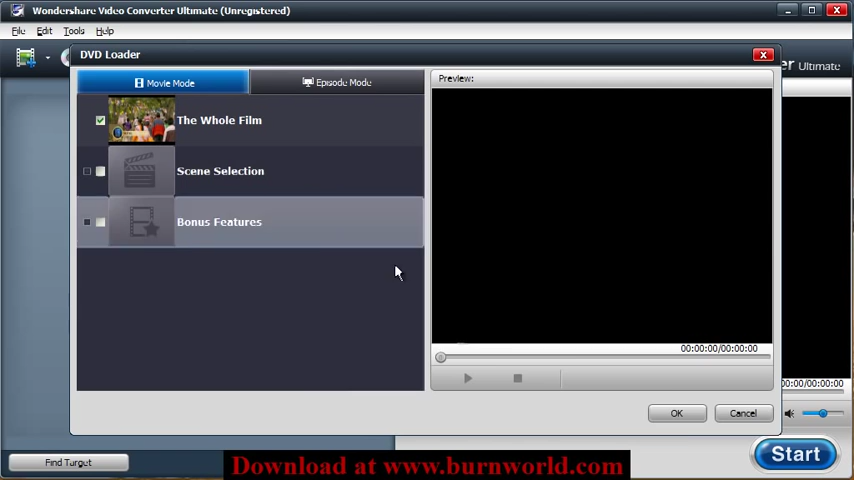 Wondershare Video Converter Ultimate (Unregistered)
File Edit Tools Help
DVD Loader
er Ultimate
Movie Mode
Episode Mode
Preview:
The Whole Film
Scene Selection
Bonus Features
00:00:00/00:00:00
00:00:00/00:00:00
OK
Cancel
Find Target
Start
Download at www.burnworld.com